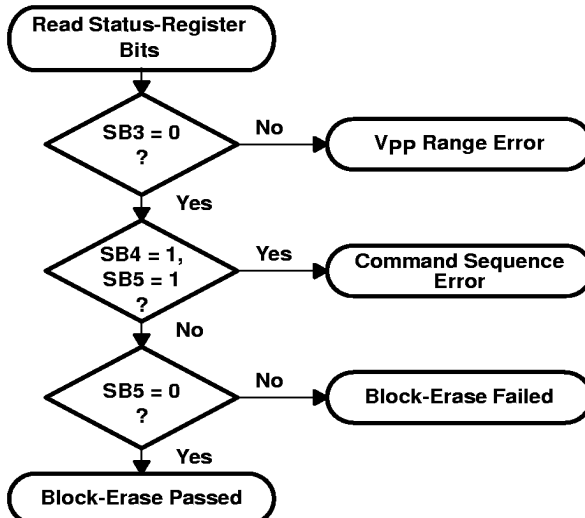 Read Status-Register
Bits
SB3 = 0
?
No
VPP Range Error
Yes
SB4 = 1,
SB5 = 1
?
Yes
Command Sequence
Error
No
SB5 = 0
?
No
Block-Erase Failed
Yes
Block-Erase Passed